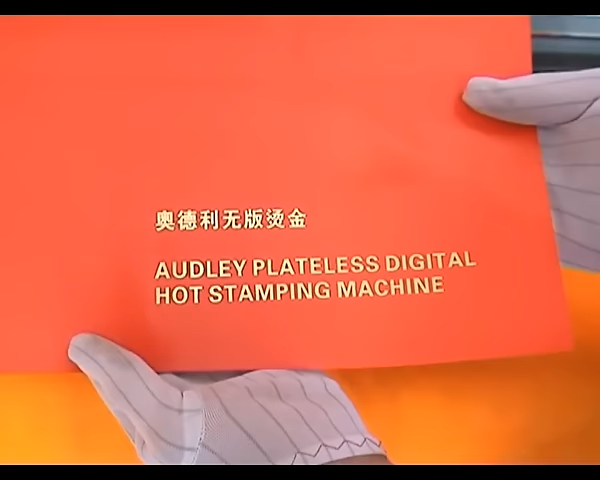 奥德利无版烫金
AUDLEY PLATELESS DIGITAL
HOT STAMPING MACHINE